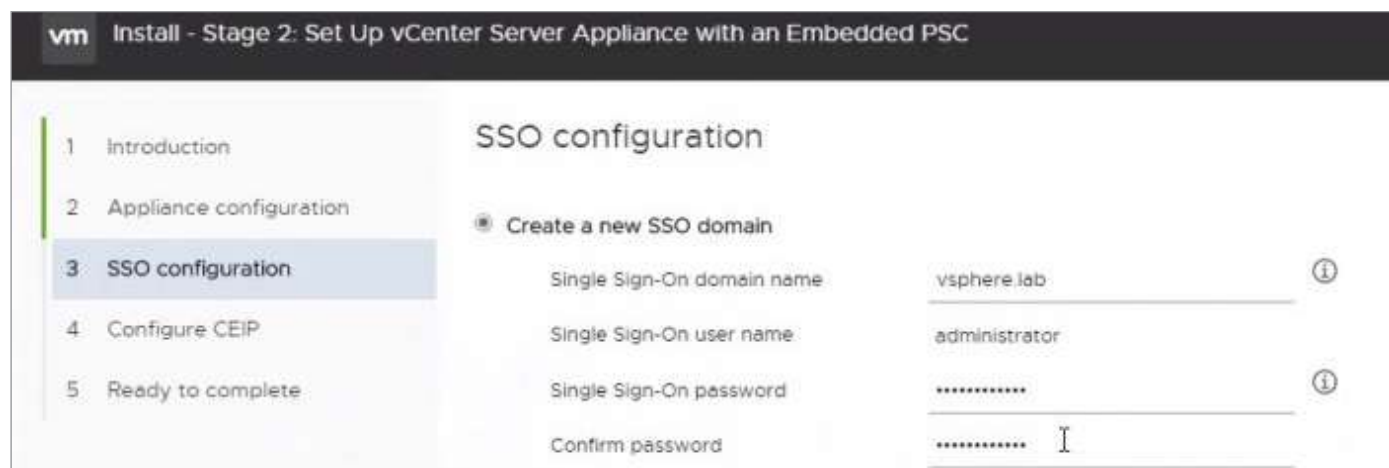 vm Install - Stage 2: Set Up vCenter Server Appliance with an Embedded PSC
1 Introduction
2 Appliance configuration
3 SSO configuration
4 Configure CEIP
5 Ready to complete
SSO configuration
Create a new SSO domain
Single Sign-On domain name vsphere.lab
Single Sign-On user name administrator
Single Sign-On password ••••••••••••
Confirm password ••••••••••••